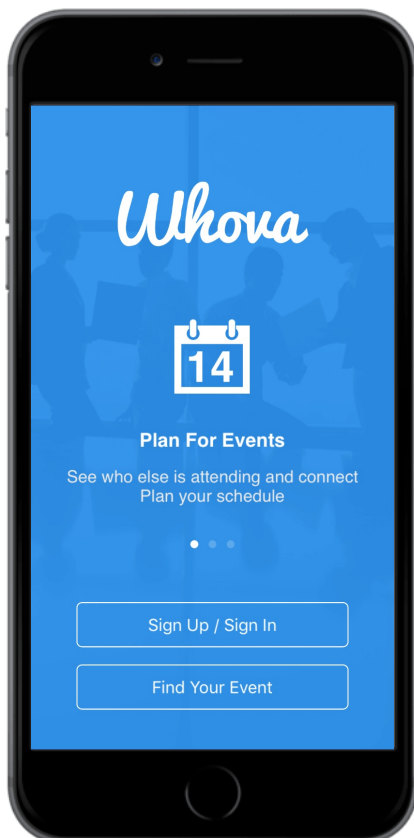 Whova
14
Plan For Events
See who else is attending and connect
Plan your schedule
Sign Up / Sign In
Find Your Event